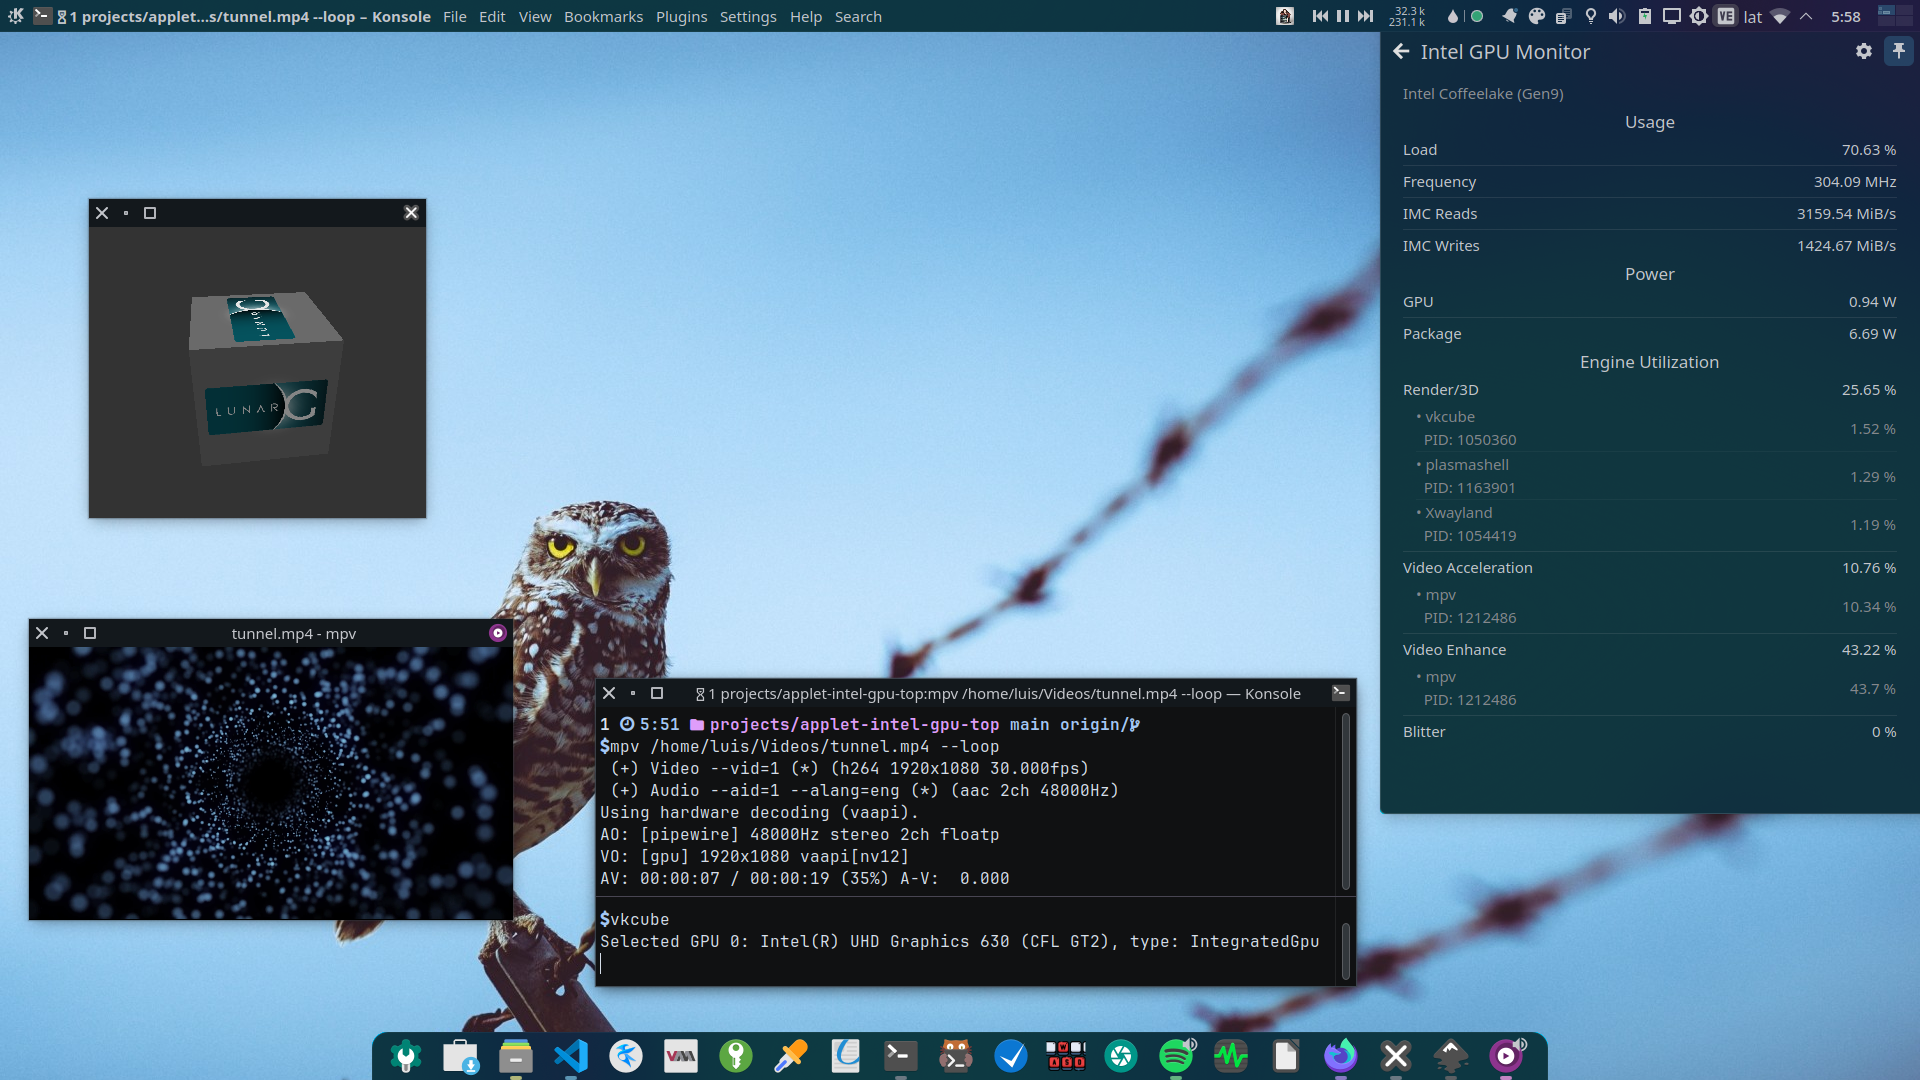 1 projects/applet...s/tunnel.mp4 --loop – Konsole File Edit View Bookmarks Plugins Settings Help Search
32.3 k
231.1 k
VE lat 5:58
Intel GPU Monitor
Intel Coffeelake (Gen9)
Usage
Load 70.63 %
Frequency 304.09 MHz
IMC Reads 3159.54 MiB/s
IMC Writes 1424.67 MiB/s
Power
GPU 0.94 W
Package 6.69 W
Engine Utilization
Render/3D 25.65 %
• vkcube
PID: 1050360
1.52 %
• plasmashell
PID: 1163901
1.29 %
• Xwayland
PID: 1054419
1.19 %
Video Acceleration 10.76 %
• mpv
PID: 1212486
10.34 %
Video Enhance 43.22 %
• mpv
PID: 1212486
43.7 %
Blitter 0 %
LUNAR G
tunnel.mp4 - mpv
1 projects/applet-intel-gpu-top:mpv /home/luis/Videos/tunnel.mp4 --loop — Konsole
1 5:51 projects/applet-intel-gpu-top main origin/
$mpv /home/luis/Videos/tunnel.mp4 --loop
(+) Video --vid=1 (*) (h264 1920x1080 30.000fps)
(+) Audio --aid=1 --alang=eng (*) (aac 2ch 48000Hz)
Using hardware decoding (vaapi).
AO: [pipewire] 48000Hz stereo 2ch floatp
VO: [gpu] 1920x1080 vaapi[nv12]
AV: 00:00:07 / 00:00:19 (35%) A-V: 0.000
$vkcube
Selected GPU 0: Intel(R) UHD Graphics 630 (CFL GT2), type: IntegratedGpu